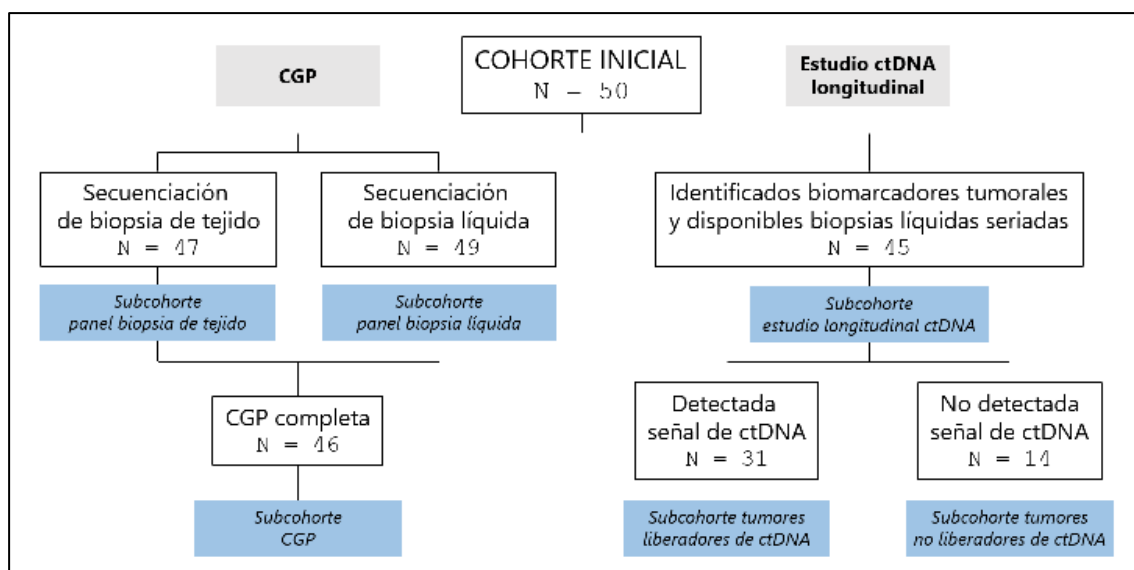 COHORTE INICIAL
N = 50
CGP
Estudio ctDNA
longitudinal
Secuenciación
de biopsia de tejido
N = 47
Secuenciación
de biopsia líquida
N = 49
Identificados biomarcadores tumorales
y disponibles biopsias líquidas seriadas
N = 45
Subcohorte
panel biopsia de tejido
Subcohorte
panel biopsia líquida
Subcohorte
estudio longitudinal ctDNA
CGP completa
N = 46
Detectada
señal de ctDNA
N = 31
No detectada
señal de ctDNA
N = 14
Subcohorte
CGP
Subcohorte tumores
liberadores de ctDNA
Subcohorte tumores
no liberadores de ctDNA